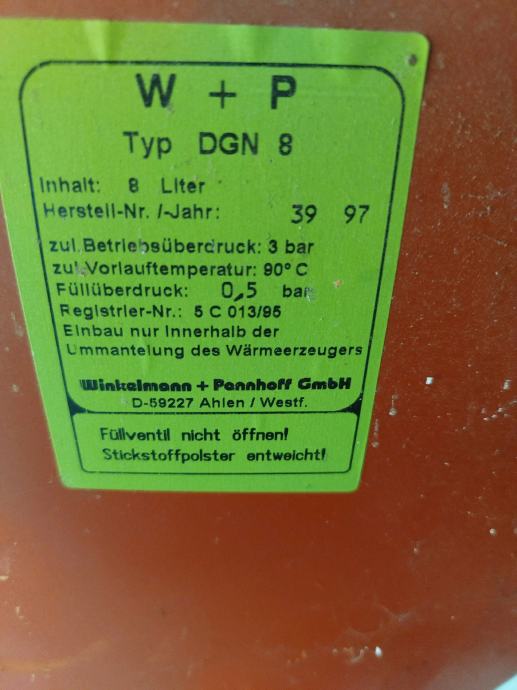 W + P
Typ DGN 8
Inhalt: 8 Liter
Herstell-Nr. /-Jahr: 39 97
zul.Betriebsüberdruck: 3 bar
zul.Vorlauftemperatur: 90° C
Füllüberdruck: 0,5 bar
Registrier-Nr.: 5 C 013/95
Einbau nur innerhalb der
Ummantelung des Wärmeerzeugers
Winkelmann + Pannhoff GmbH
D-59227 Ahlen / Westf.
Füllventil nicht öffnen!
Stickstoffpolster entweicht!